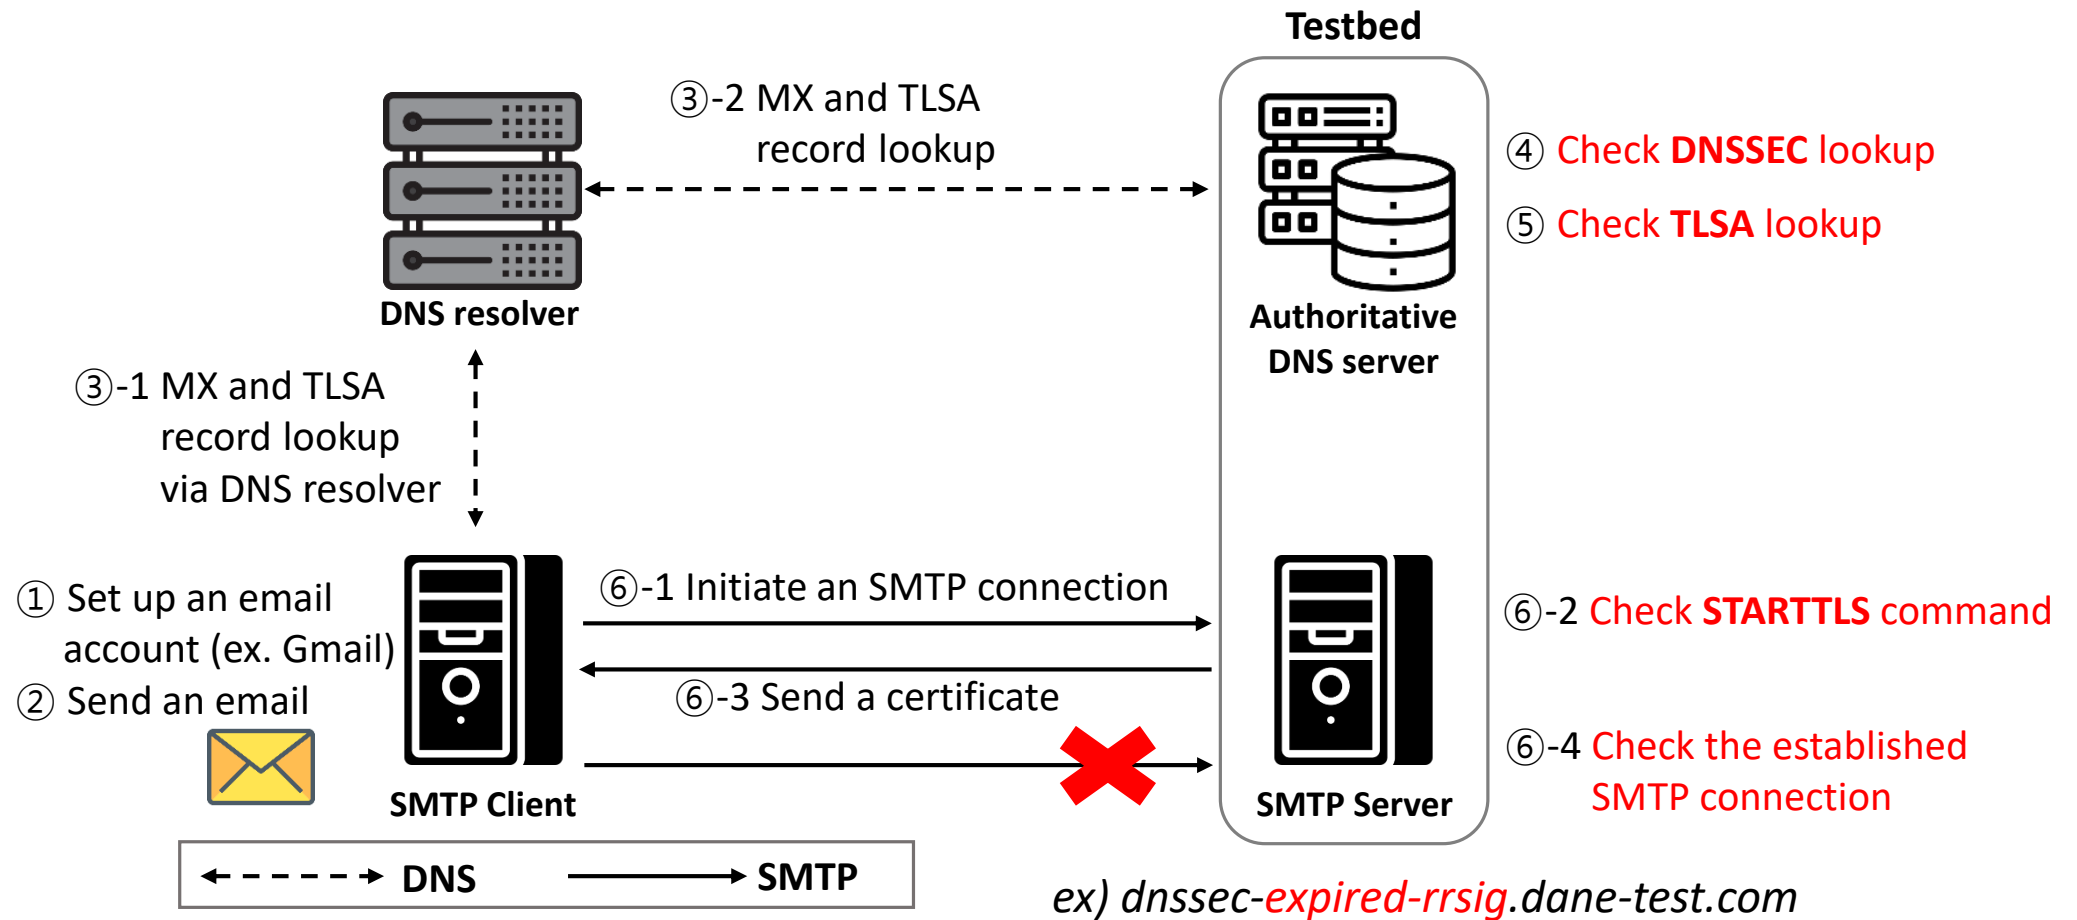 Testbed
③-2 MX and TLSA
record lookup
④ Check DNSSEC lookup
⑤ Check TLSA lookup
DNS resolver
Authoritative
DNS server
③-1 MX and TLSA
record lookup
via DNS resolver
① Set up an email
account (ex. Gmail)
② Send an email
⑥-1 Initiate an SMTP connection
⑥-2 Check STARTTLS command
⑥-3 Send a certificate
⑥-4 Check the established
SMTP connection
SMTP Client
SMTP Server
DNS
SMTP
ex) dnssec-expired-rrsig.dane-test.com